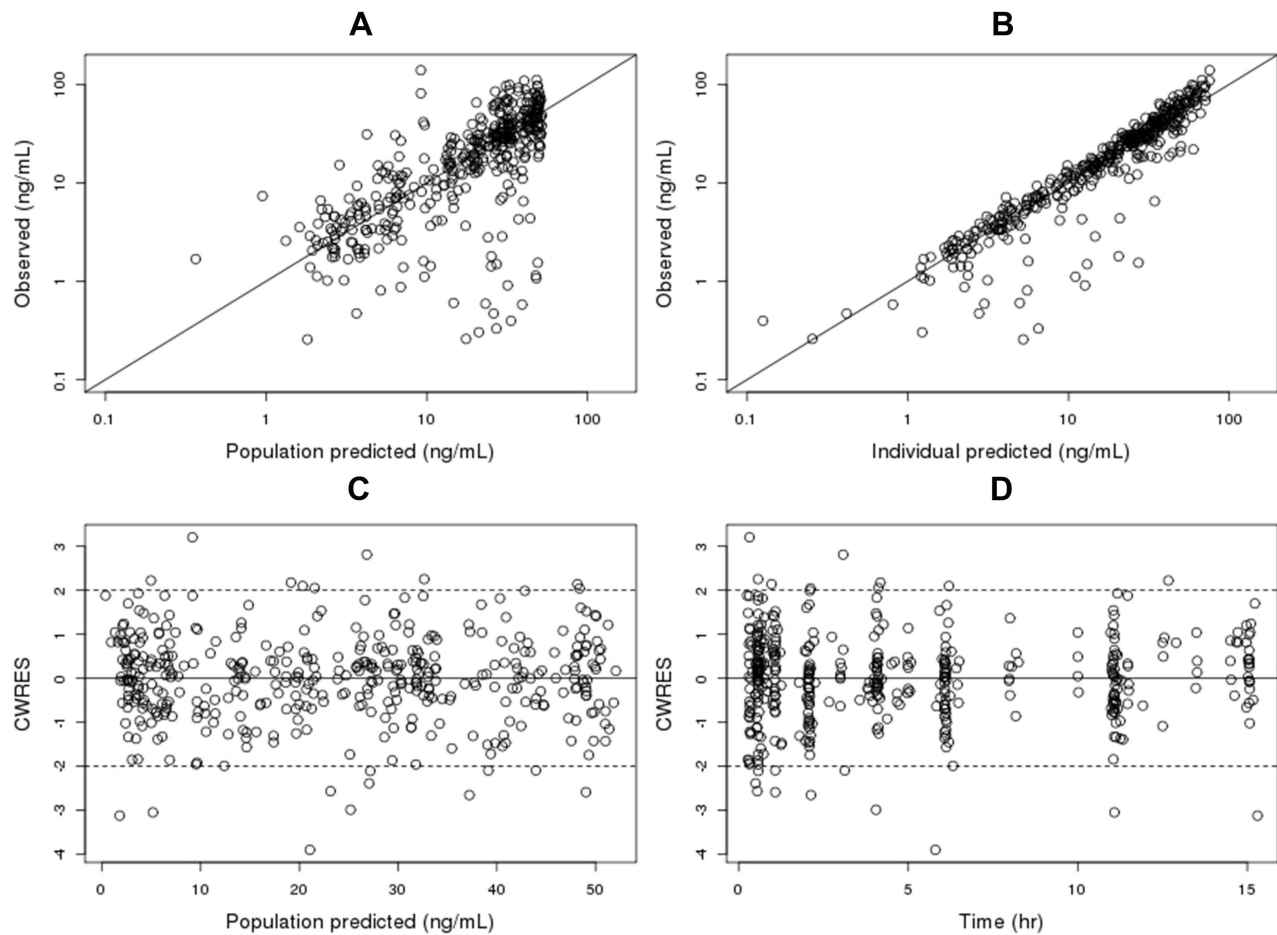 A
B
100
10
1
0.1
Observed (ng/mL)
0.1 1 10 100
Population predicted (ng/mL)
100
10
1
0.1
Observed (ng/mL)
0.1 1 10 100
Individual predicted (ng/mL)
C
D
3
2
1
0
-1
-2
-3
-4
CWRES
0 10 20 30 40 50
Population predicted (ng/mL)
3
2
1
0
-1
-2
-3
-4
CWRES
0 5 10 15
Time (hr)